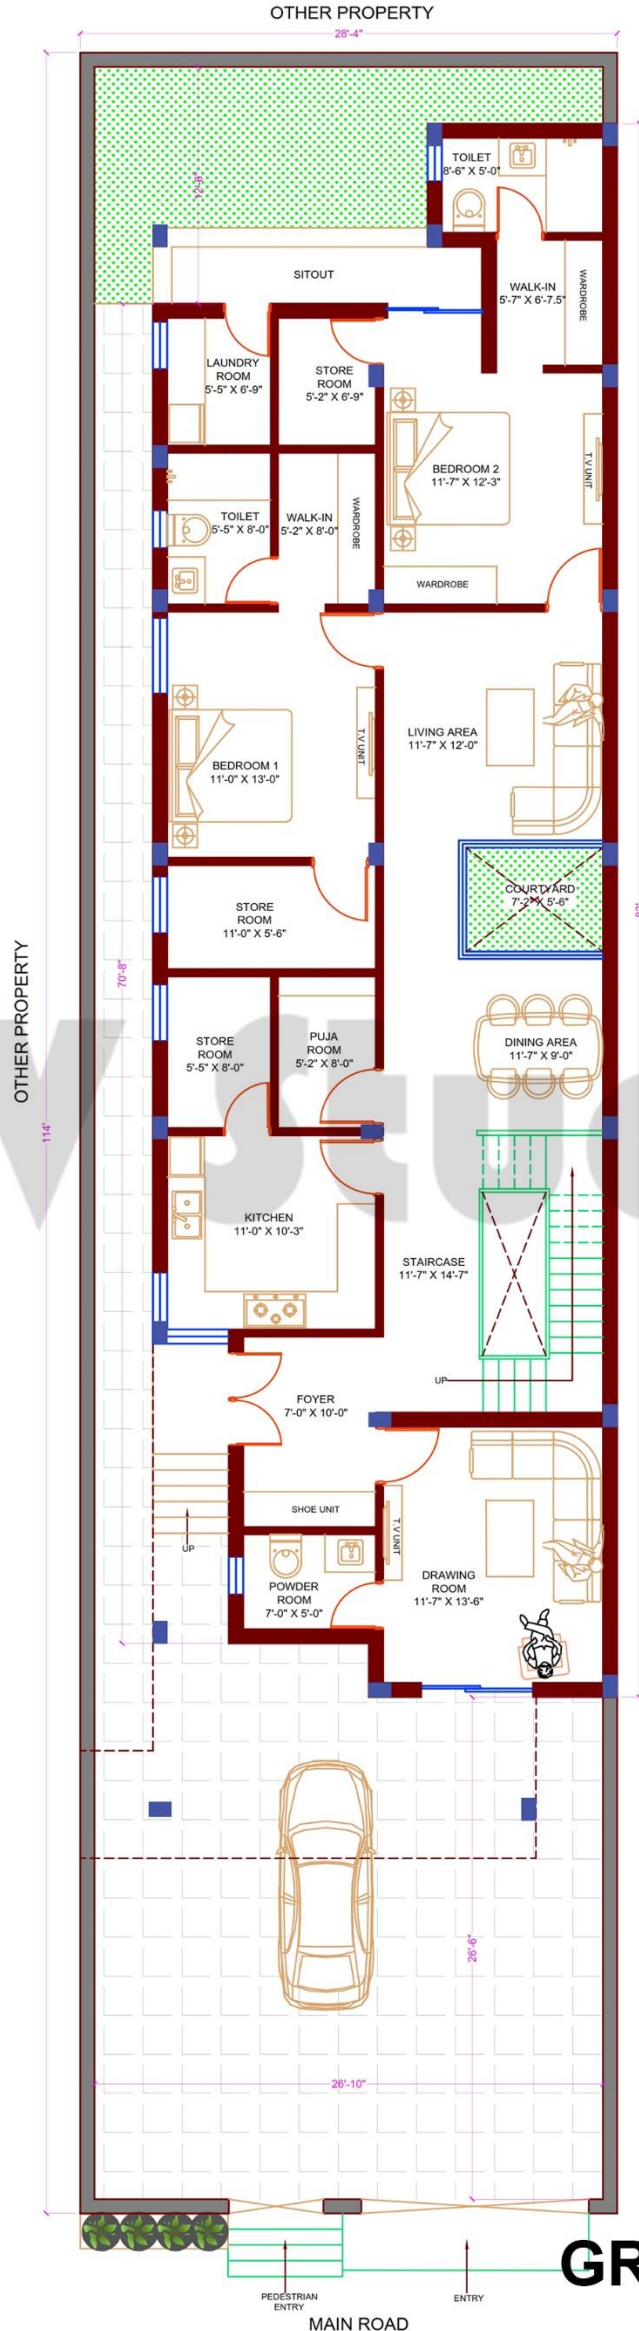 OTHER PROPERTY
28'-4"
12'-6"
TOILET
8'-6" X 5'-0"
SITOUT
WALK-IN
5'-7" X 6'-7.5"
WARDROBE
LAUNDRY
ROOM
5'-5" X 6'-9"
STORE
ROOM
5'-2" X 6'-9"
BEDROOM 2
11'-7" X 12'-3"
T.V UNIT
TOILET
5'-5" X 8'-0"
WALK-IN
5'-2" X 8'-0"
WARDROBE
WARDROBE
BEDROOM 1
11'-0" X 13'-0"
T.V UNIT
LIVING AREA
11'-7" X 12'-0"
COURTYARD
7'-2" X 5'-6"
STORE
ROOM
11'-0" X 5'-6"
OTHER PROPERTY
114'
70'-8"
STORE
ROOM
5'-5" X 8'-0"
PUJA
ROOM
5'-2" X 8'-0"
DINING AREA
11'-7" X 9'-0"
KITCHEN
11'-0" X 10'-3"
STAIRCASE
11'-7" X 14'-7"
UP
FOYER
7'-0" X 10'-0"
SHOE UNIT
UP
POWDER
ROOM
7'-0" X 5'-0"
T.V UNIT
DRAWING
ROOM
11'-7" X 13'-6"
26'-6"
26'-10"
PEDESTRIAN
ENTRY
ENTRY
MAIN ROAD